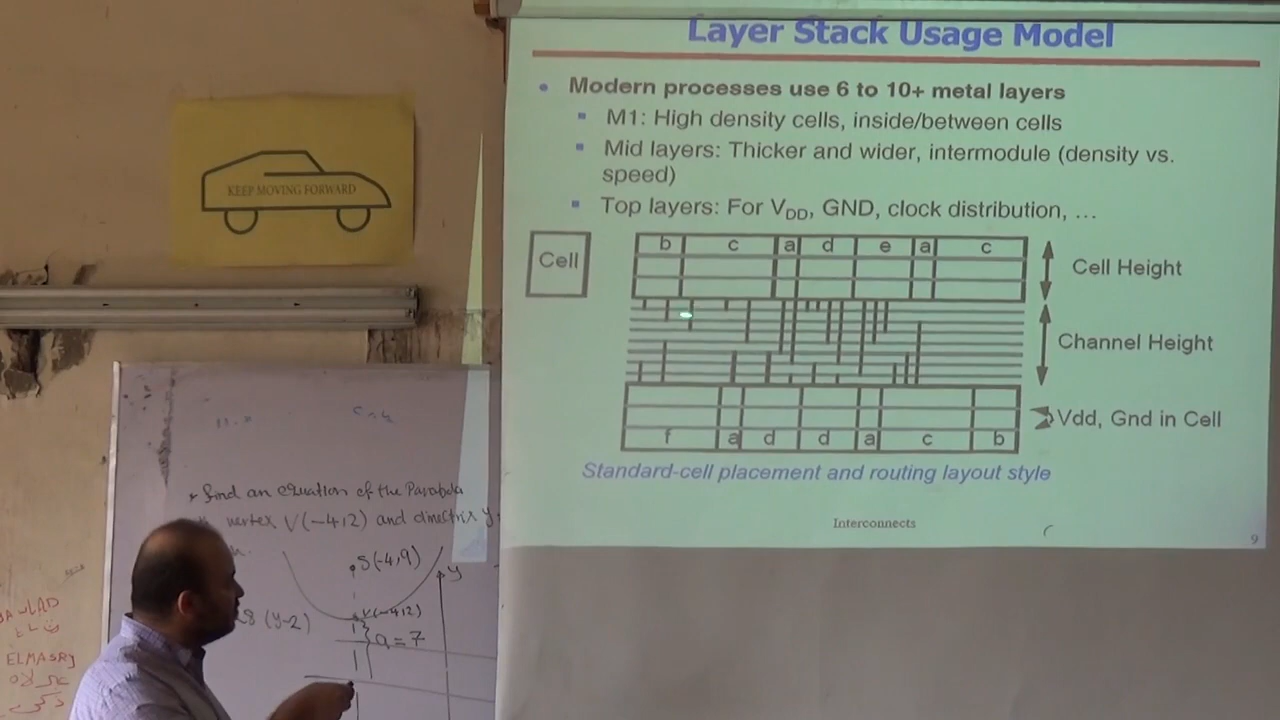 Layer Stack Usage Model
Modern processes use 6 to 10+ metal layers
M1: High density cells, inside/between cells
Mid layers: Thicker and wider, intermodule (density vs.
speed)
Top layers: For VDD, GND, clock distribution, ...
Cell
b c a d e a c
Cell Height
Channel Height
Vdd, Gnd in Cell
f a d d a c b
Standard-cell placement and routing layout style
Interconnects
9
KEEP MOVING FORWARD
find an equation of the Parabola
vertex V(-4,2) and directrix y
S(-4,9)
y
V(-4,2)
(y-2)
a=7
ELMASRY